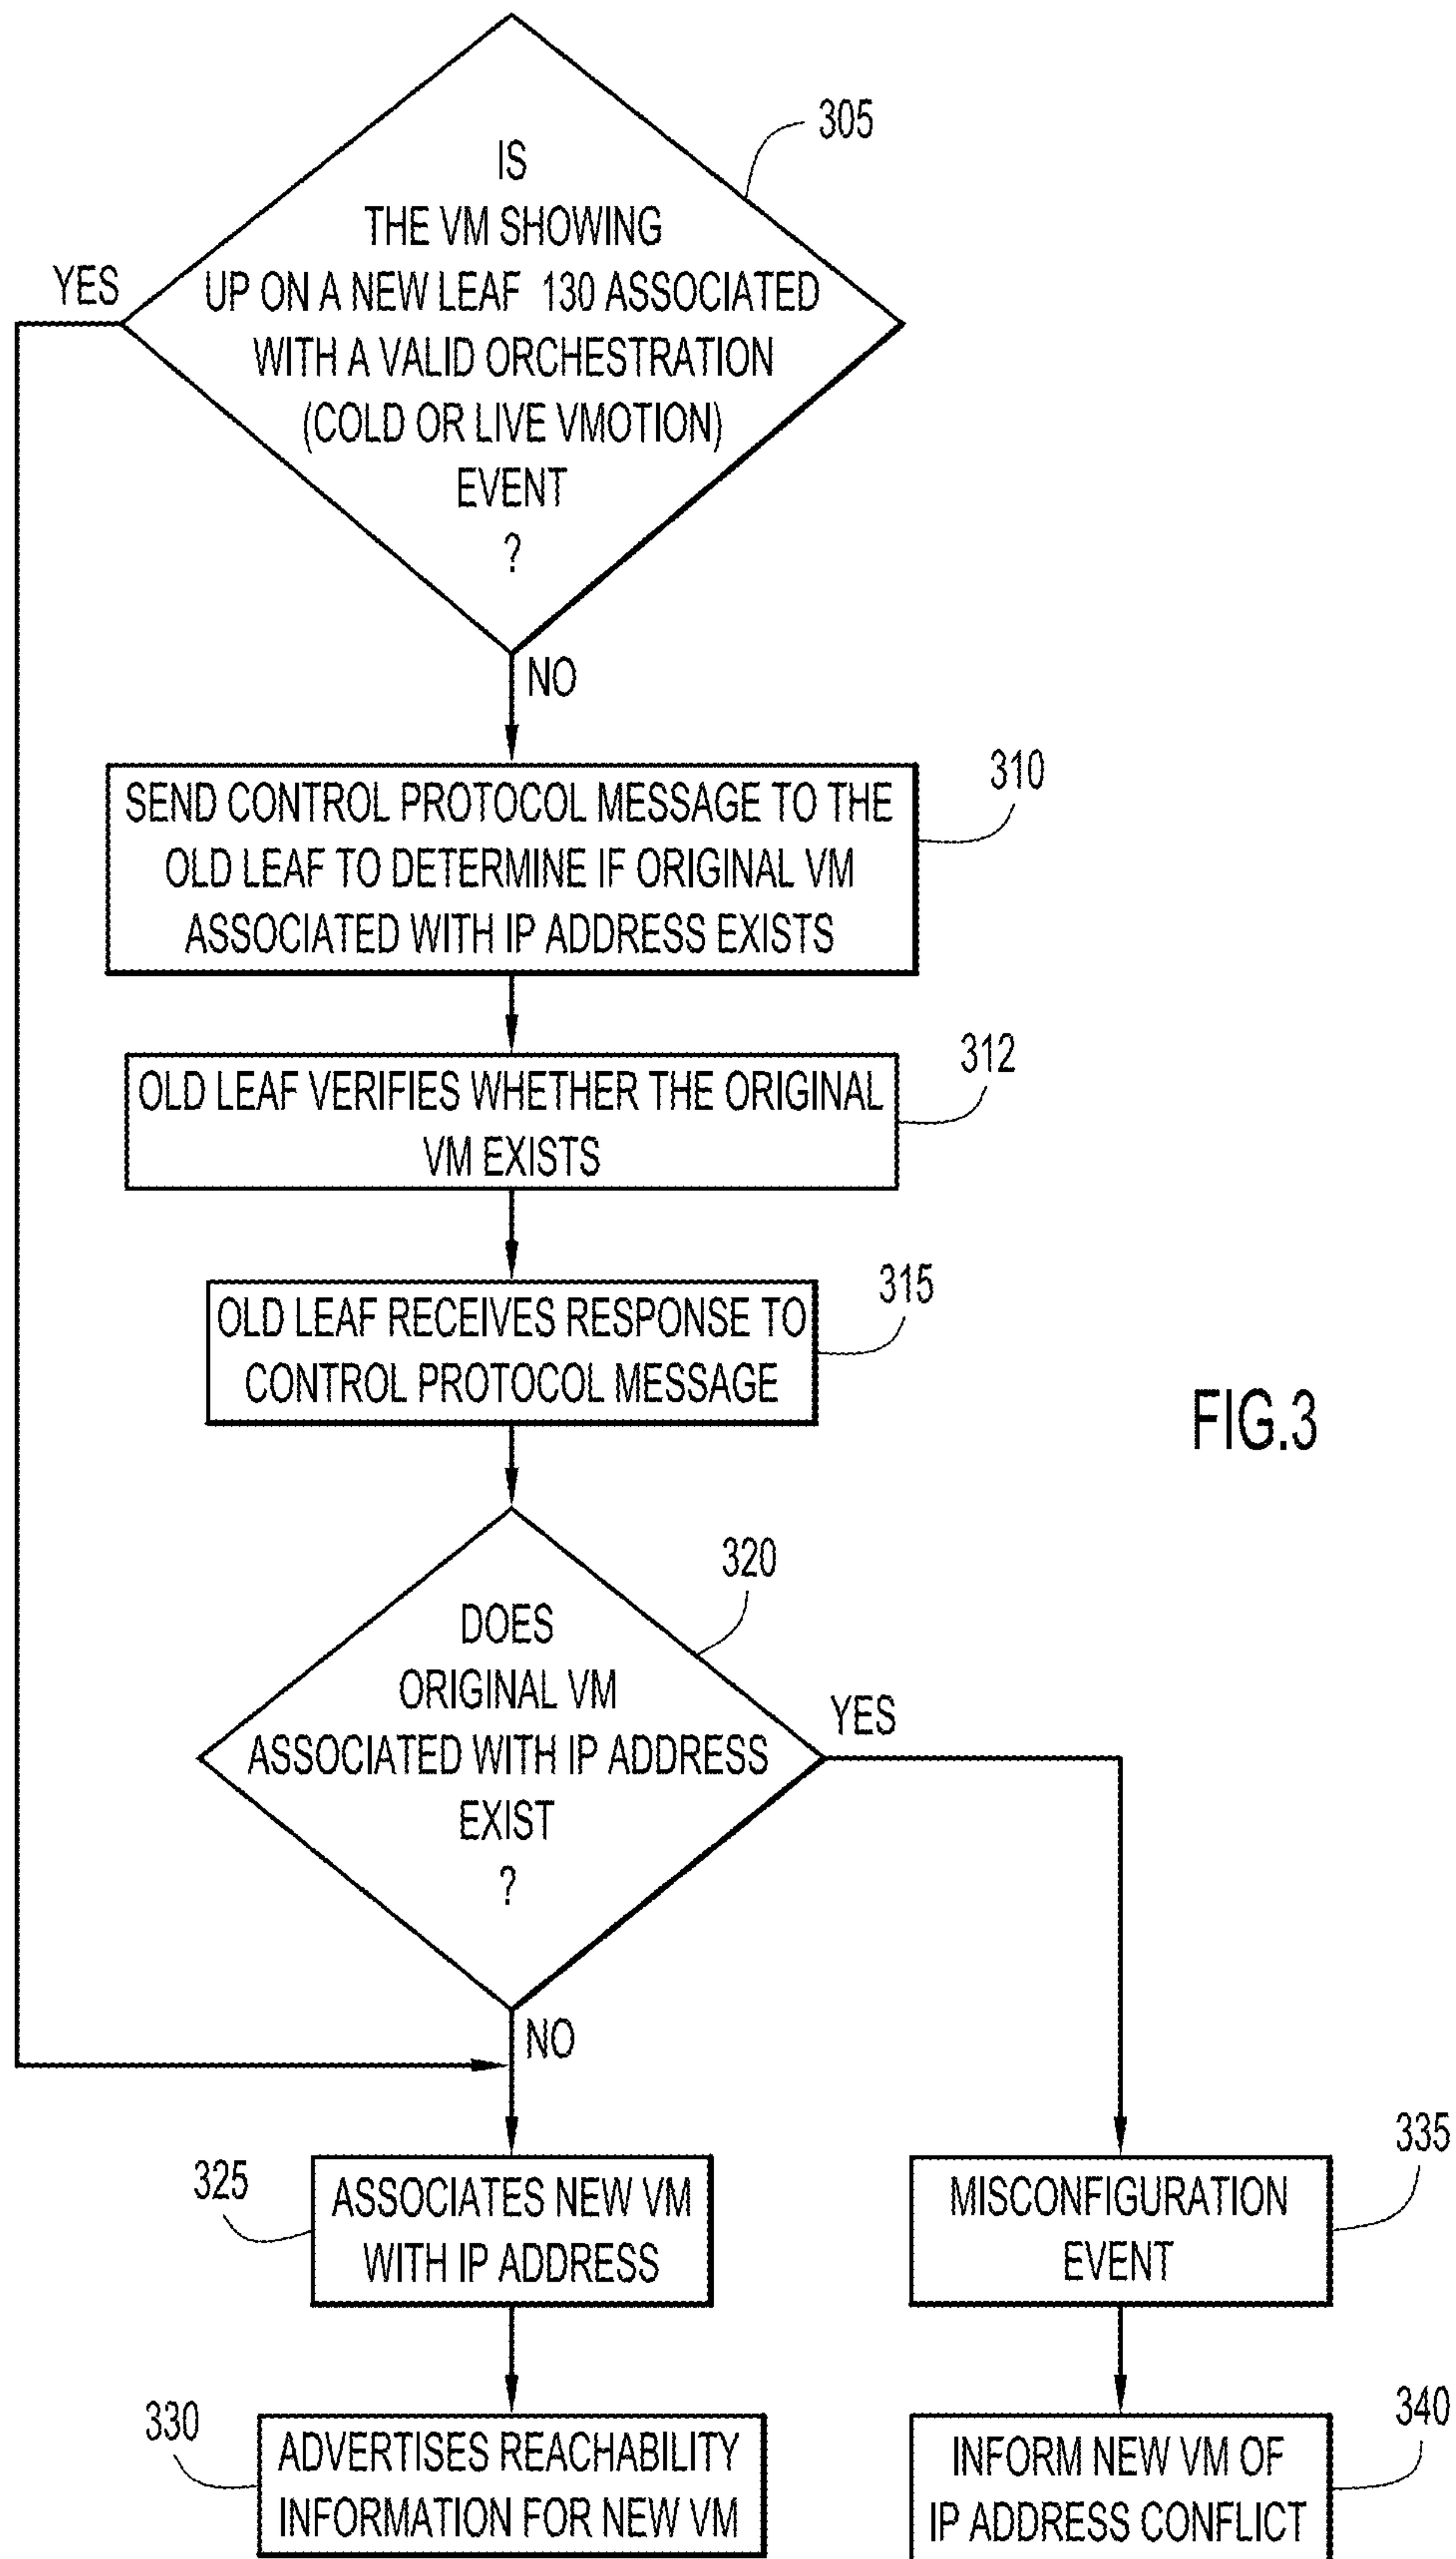 305
IS
THE VM SHOWING
UP ON A NEW LEAF 130 ASSOCIATED
WITH A VALID ORCHESTRATION
(COLD OR LIVE VMOTION)
EVENT
?
YES
NO
310
SEND CONTROL PROTOCOL MESSAGE TO THE
OLD LEAF TO DETERMINE IF ORIGINAL VM
ASSOCIATED WITH IP ADDRESS EXISTS
312
OLD LEAF VERIFIES WHETHER THE ORIGINAL
VM EXISTS
315
OLD LEAF RECEIVES RESPONSE TO
CONTROL PROTOCOL MESSAGE
FIG.3
320
DOES
ORIGINAL VM
ASSOCIATED WITH IP ADDRESS
EXIST
?
YES
NO
325
ASSOCIATES NEW VM
WITH IP ADDRESS
335
MISCONFIGURATION
EVENT
330
ADVERTISES REACHABILITY
INFORMATION FOR NEW VM
340
INFORM NEW VM OF
IP ADDRESS CONFLICT